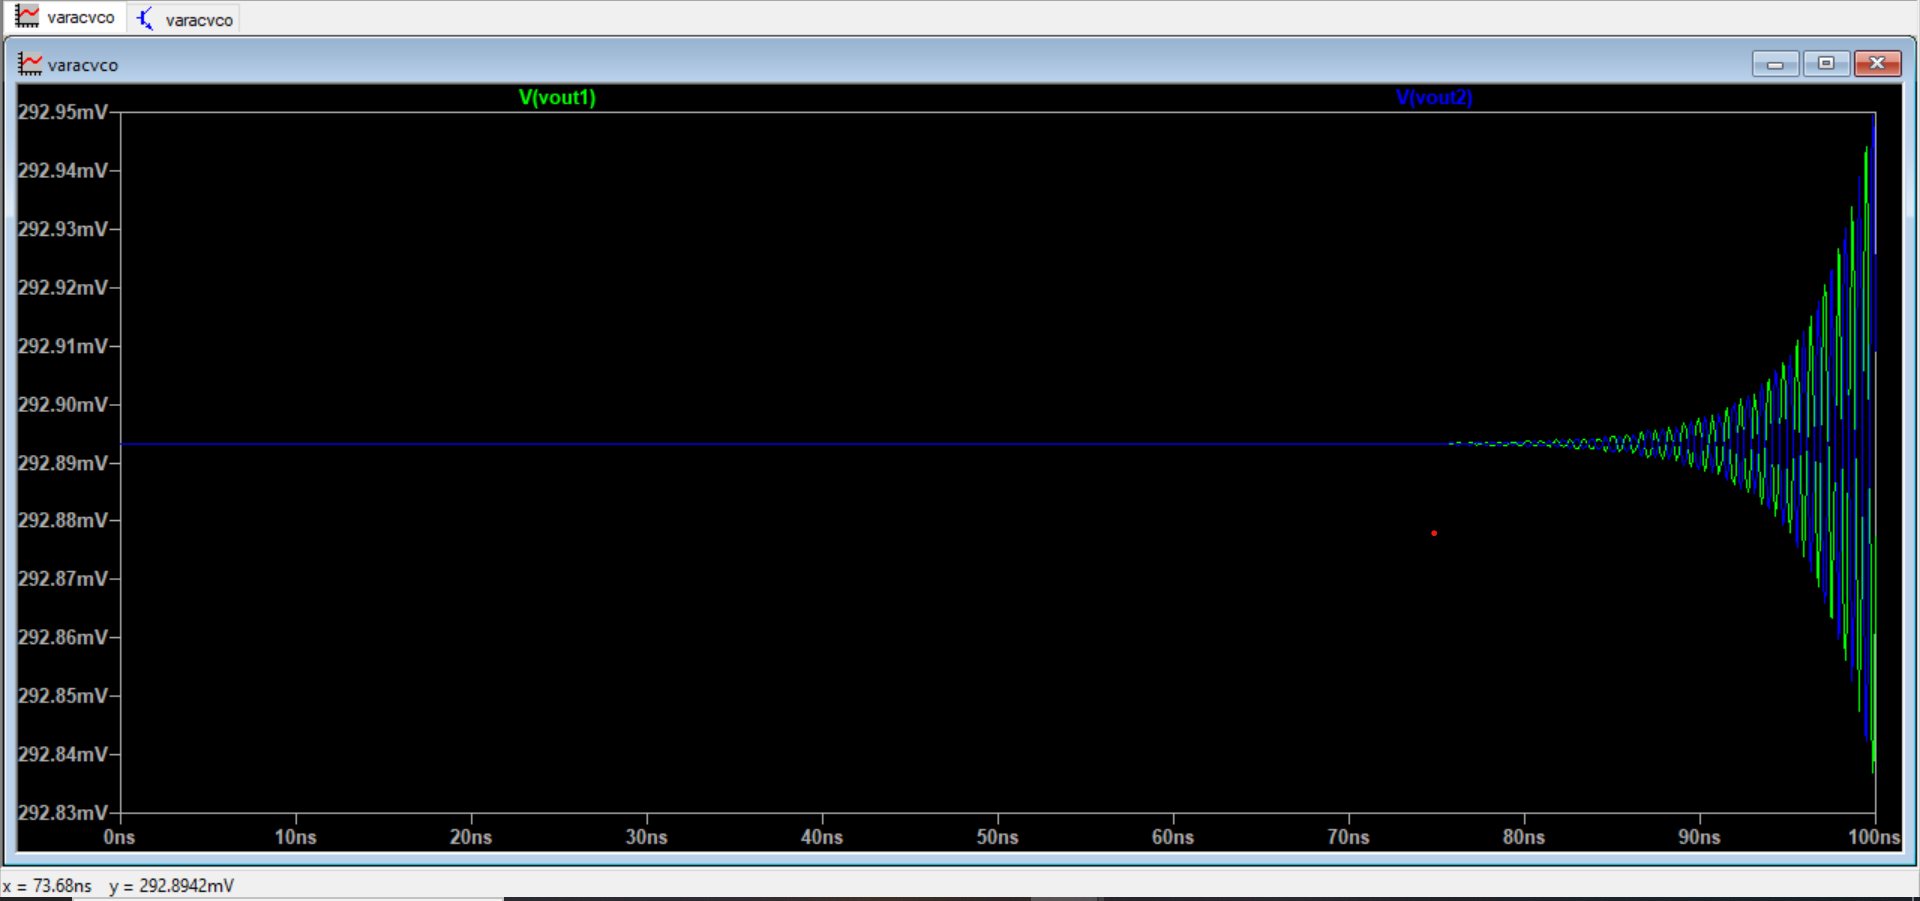 varacvco varacvco
varacvco
V(vout1) V(vout2)
292.95mV
292.94mV
292.93mV
292.92mV
292.91mV
292.90mV
292.89mV
292.88mV
292.87mV
292.86mV
292.85mV
292.84mV
292.83mV
0ns 10ns 20ns 30ns 40ns 50ns 60ns 70ns 80ns 90ns 100ns
x = 73.68ns y = 292.8942mV